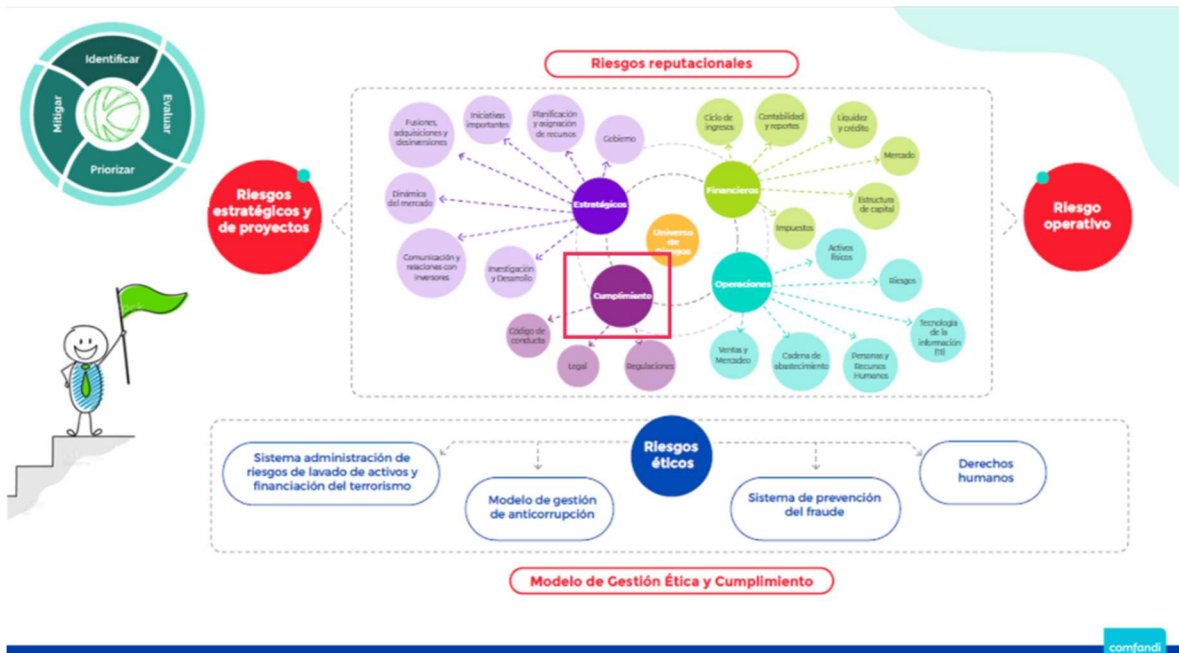 Identificar
Evaluar
Mitigar
Priorizar
Riesgos reputacionales
Riesgos
estratégicos y
de proyectos
Fusiones,
adquisiciones y
desinversiones
Iniciativas
importantes
Planificación y
asignación de
recursos
Gobierno
Dinámica
del mercado
Comunicación y
relaciones con
inversores
Investigación
y Desarrollo
Estratégicos
Ciclo de
ingresos
Contabilidad
y reportes
Liquidez
y crédito
Mercado
Estructura
de capital
Impuestos
Financieros
Universo
de
Cumplimiento
Código de
conducta
Legal
Regulaciones
Operaciones
Activos
físicos
Riesgos
Tecnología
de la
información
(TI)
Personas y
Recursos
Humanos
Cadena de
abastecimiento
Ventas y
Mercadeo
Riesgo
operativo
Riesgos
éticos
Sistema administración de
riesgos de lavado de activos y
financiación del terrorismo
Modelo de gestión
de anticorrupción
Sistema de prevención
del fraude
Derechos
humanos
Modelo de Gestión Ética y Cumplimiento
comfandi